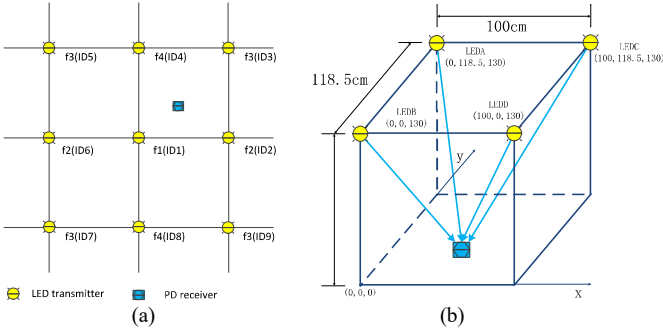 f3(ID5) f4(ID4) f3(ID3)
f2(ID6) f1(ID1) f2(ID2)
f3(ID7) f4(ID8) f3(ID9)
LED transmitter PD receiver
(a)
100cm
118.5cm
LEDA
(0,118.5,130)
LEDC
(100,118.5,130)
LEDB
(0,0,130)
LEDD
(100,0,130)
y
(0,0,0)
X
(b)